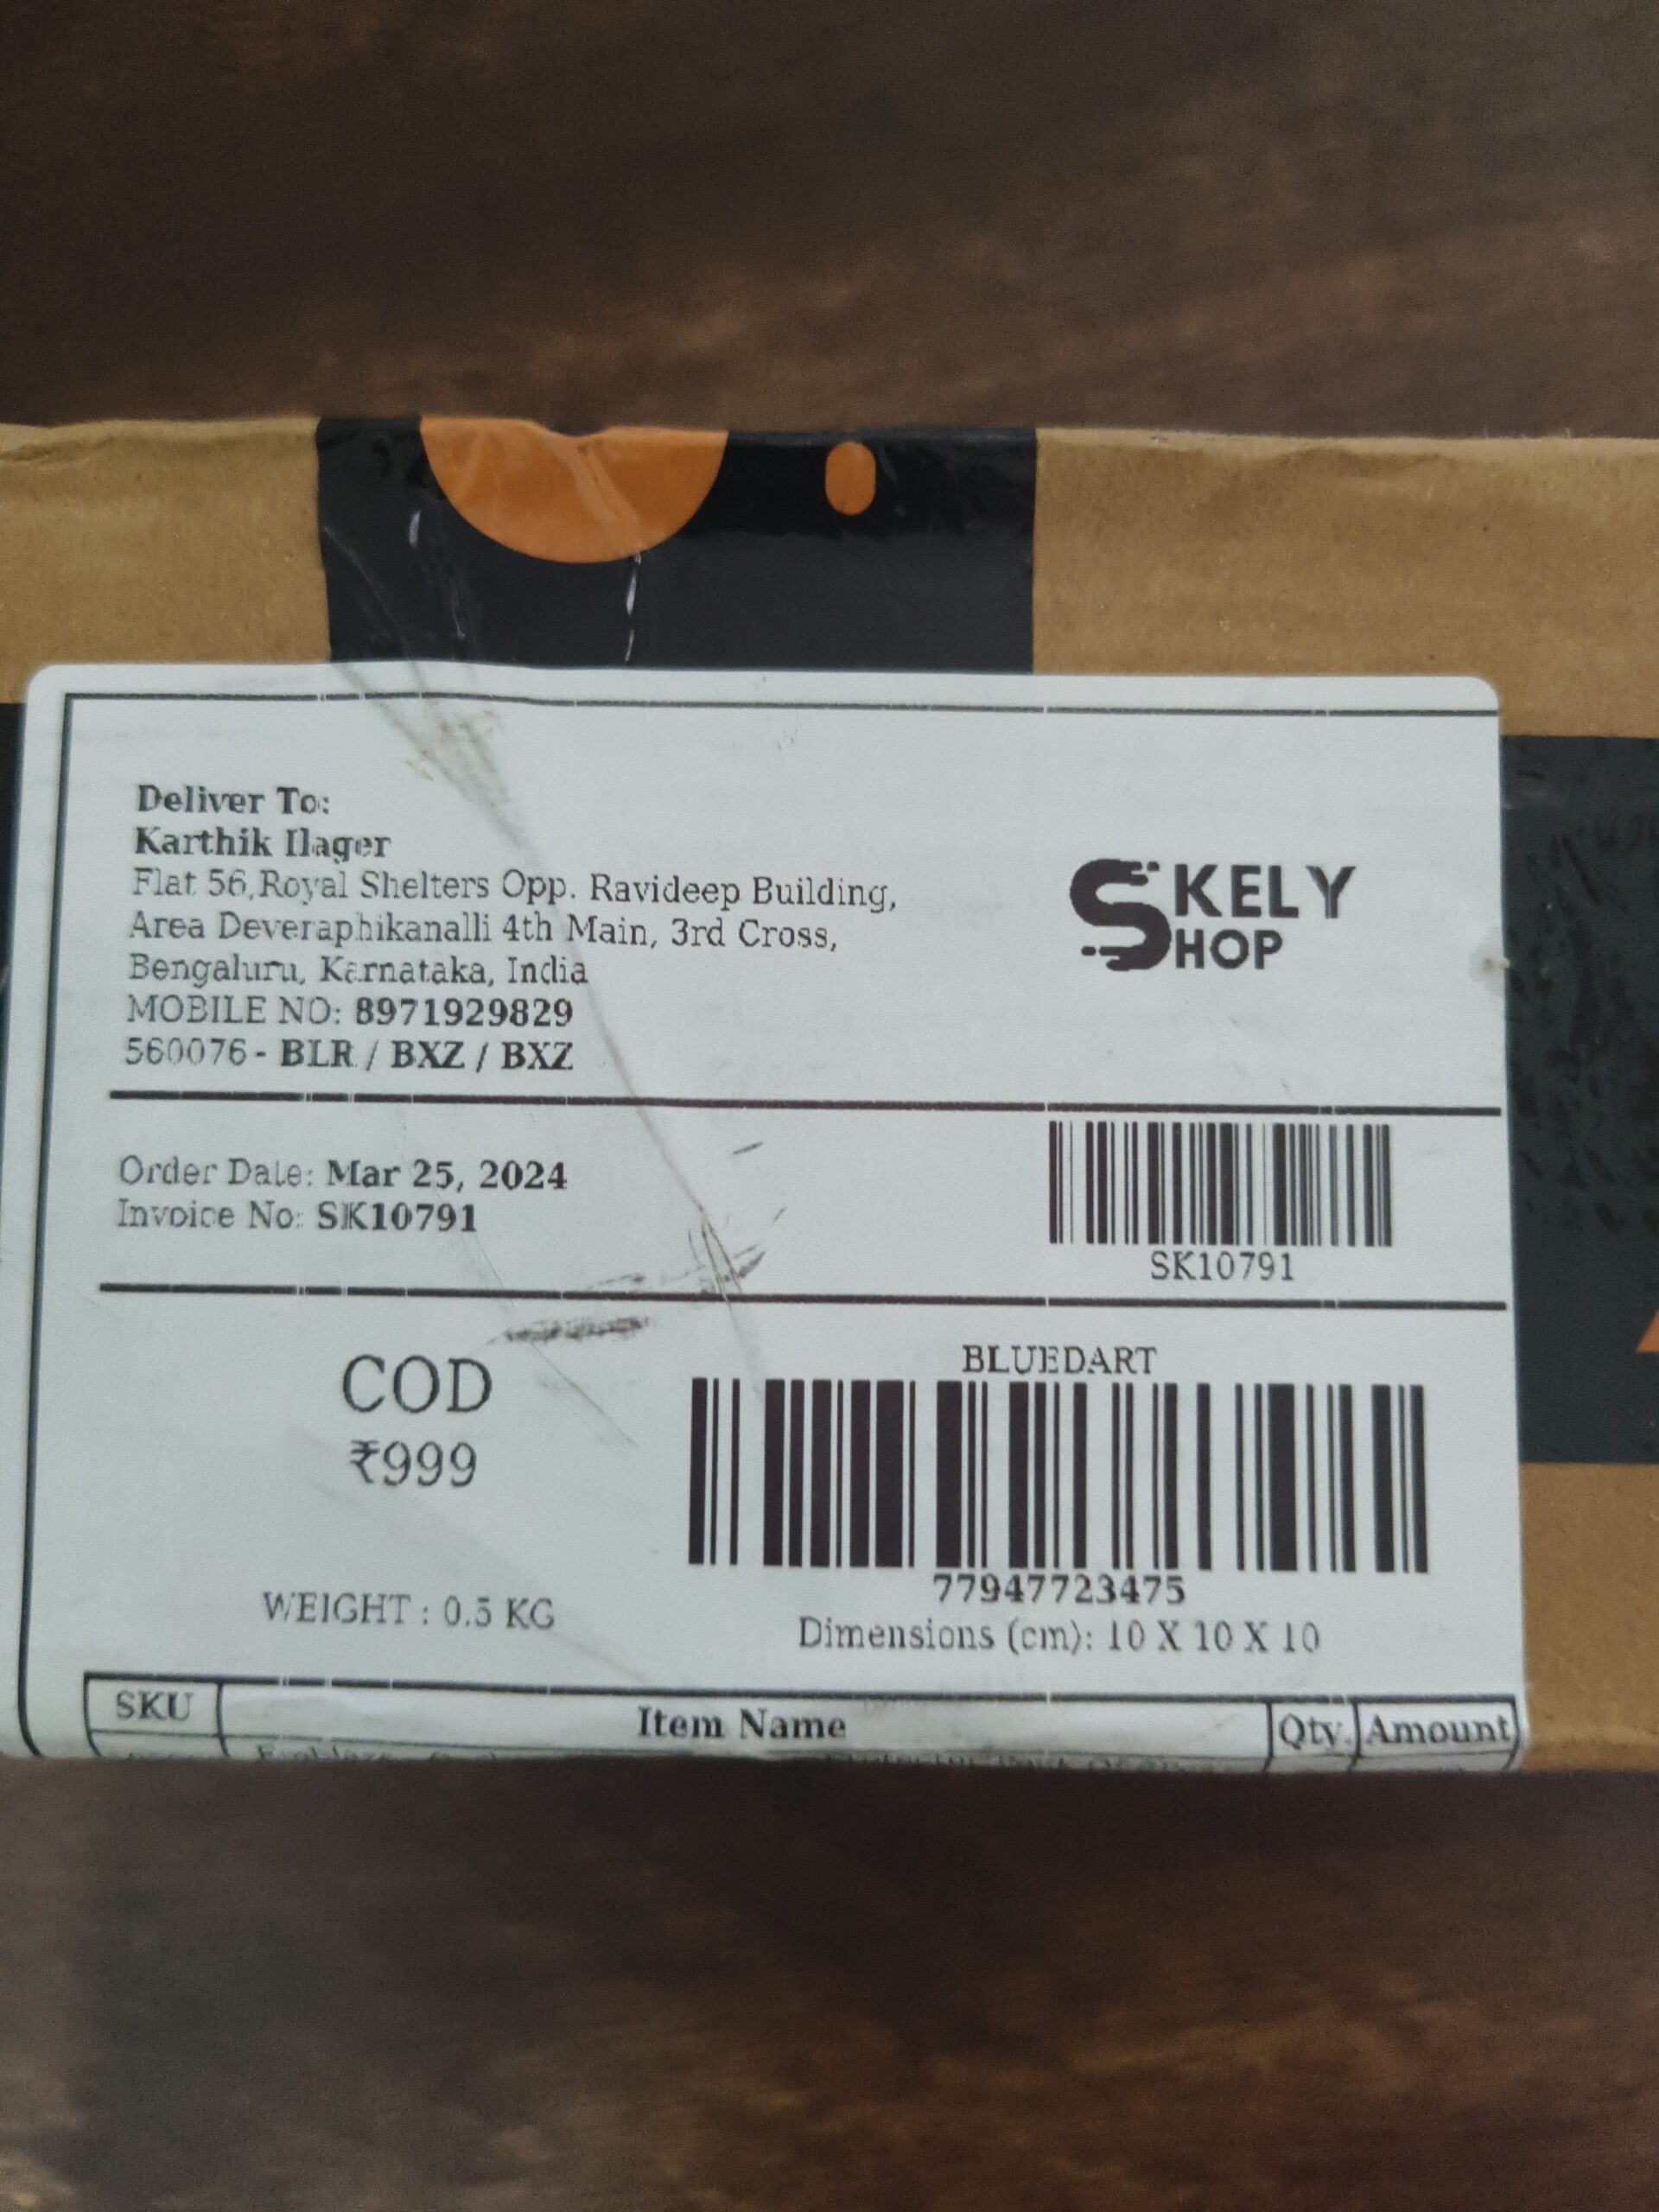 Deliver To:
Karthik Ilager
Flat 56, Royal Shelters Opp. Ravideep Building,
Area Deveraphikanalli 4th Main, 3rd Cross,
Bengaluru, Karnataka, India
MOBILE NO: 8971929829
560076 - BLR / BXZ / BXZ
SKELY
SHOP
Order Date: Mar 25, 2024
Invoice No: SK10791
SK10791
COD
₹999
WEIGHT : 0.5 KG
BLUEDART
77947723475
Dimensions (cm): 10 X 10 X 10
SKU Item Name Qty. Amount